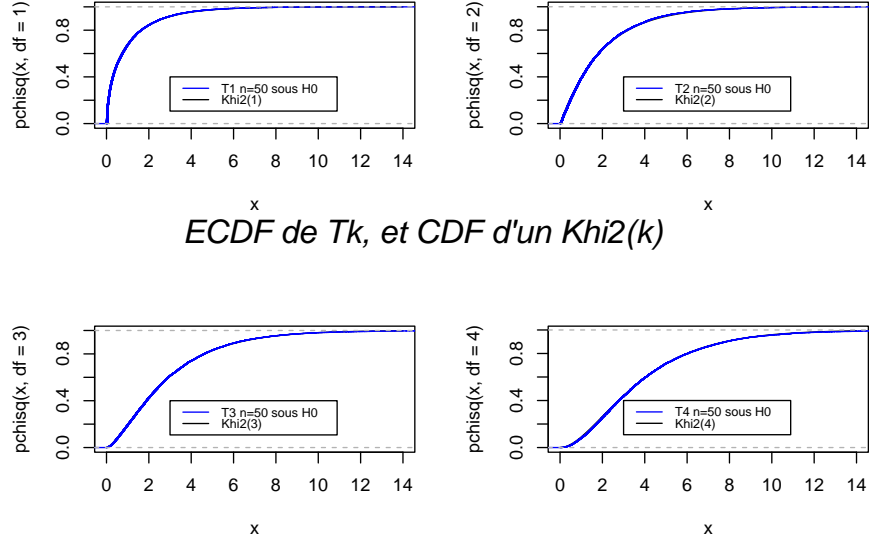 pchisq(x, df = 1)
0.0 0.4 0.8
T1 n=50 sous H0
Khi2(1)
0 2 4 6 8 10 12 14
x
pchisq(x, df = 2)
0.0 0.4 0.8
T2 n=50 sous H0
Khi2(2)
0 2 4 6 8 10 12 14
x
ECDF de Tk, et CDF d'un Khi2(k)
pchisq(x, df = 3)
0.0 0.4 0.8
T3 n=50 sous H0
Khi2(3)
0 2 4 6 8 10 12 14
x
pchisq(x, df = 4)
0.0 0.4 0.8
T4 n=50 sous H0
Khi2(4)
0 2 4 6 8 10 12 14
x